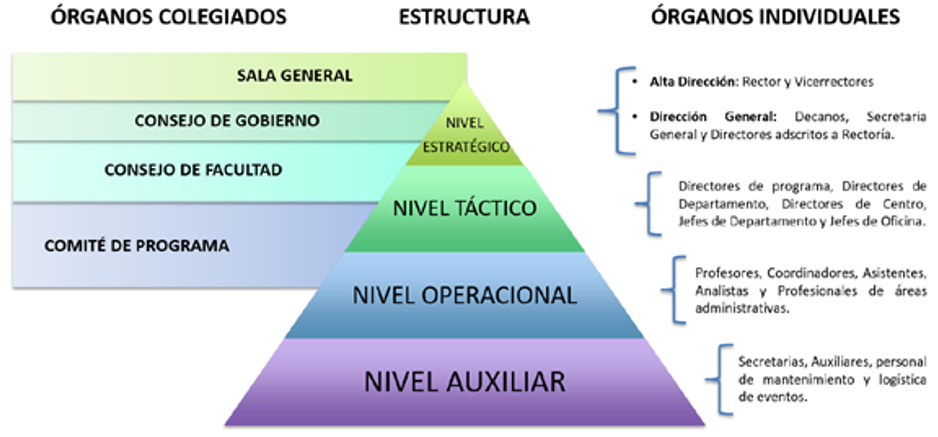 ÓRGANOS COLEGIADOS
ESTRUCTURA
ÓRGANOS INDIVIDUALES
SALA GENERAL
CONSEJO DE GOBIERNO
CONSEJO DE FACULTAD
COMITÉ DE PROGRAMA
NIVEL
ESTRATÉGICO
NIVEL TÁCTICO
NIVEL OPERACIONAL
NIVEL AUXILIAR
• Alta Dirección: Rector y Vicerrectores
• Dirección General: Decanos, Secretaria
General y Directores adscritos a Rectoría.
Directores de programa, Directores de
Departamento, Directores de Centro,
Jefes de Departamento y Jefes de Oficina.
Profesores, Coordinadores, Asistentes,
Analistas y Profesionales de áreas
administrativas.
Secretarias, Auxiliares, personal
de mantenimiento y logistica
de eventos.